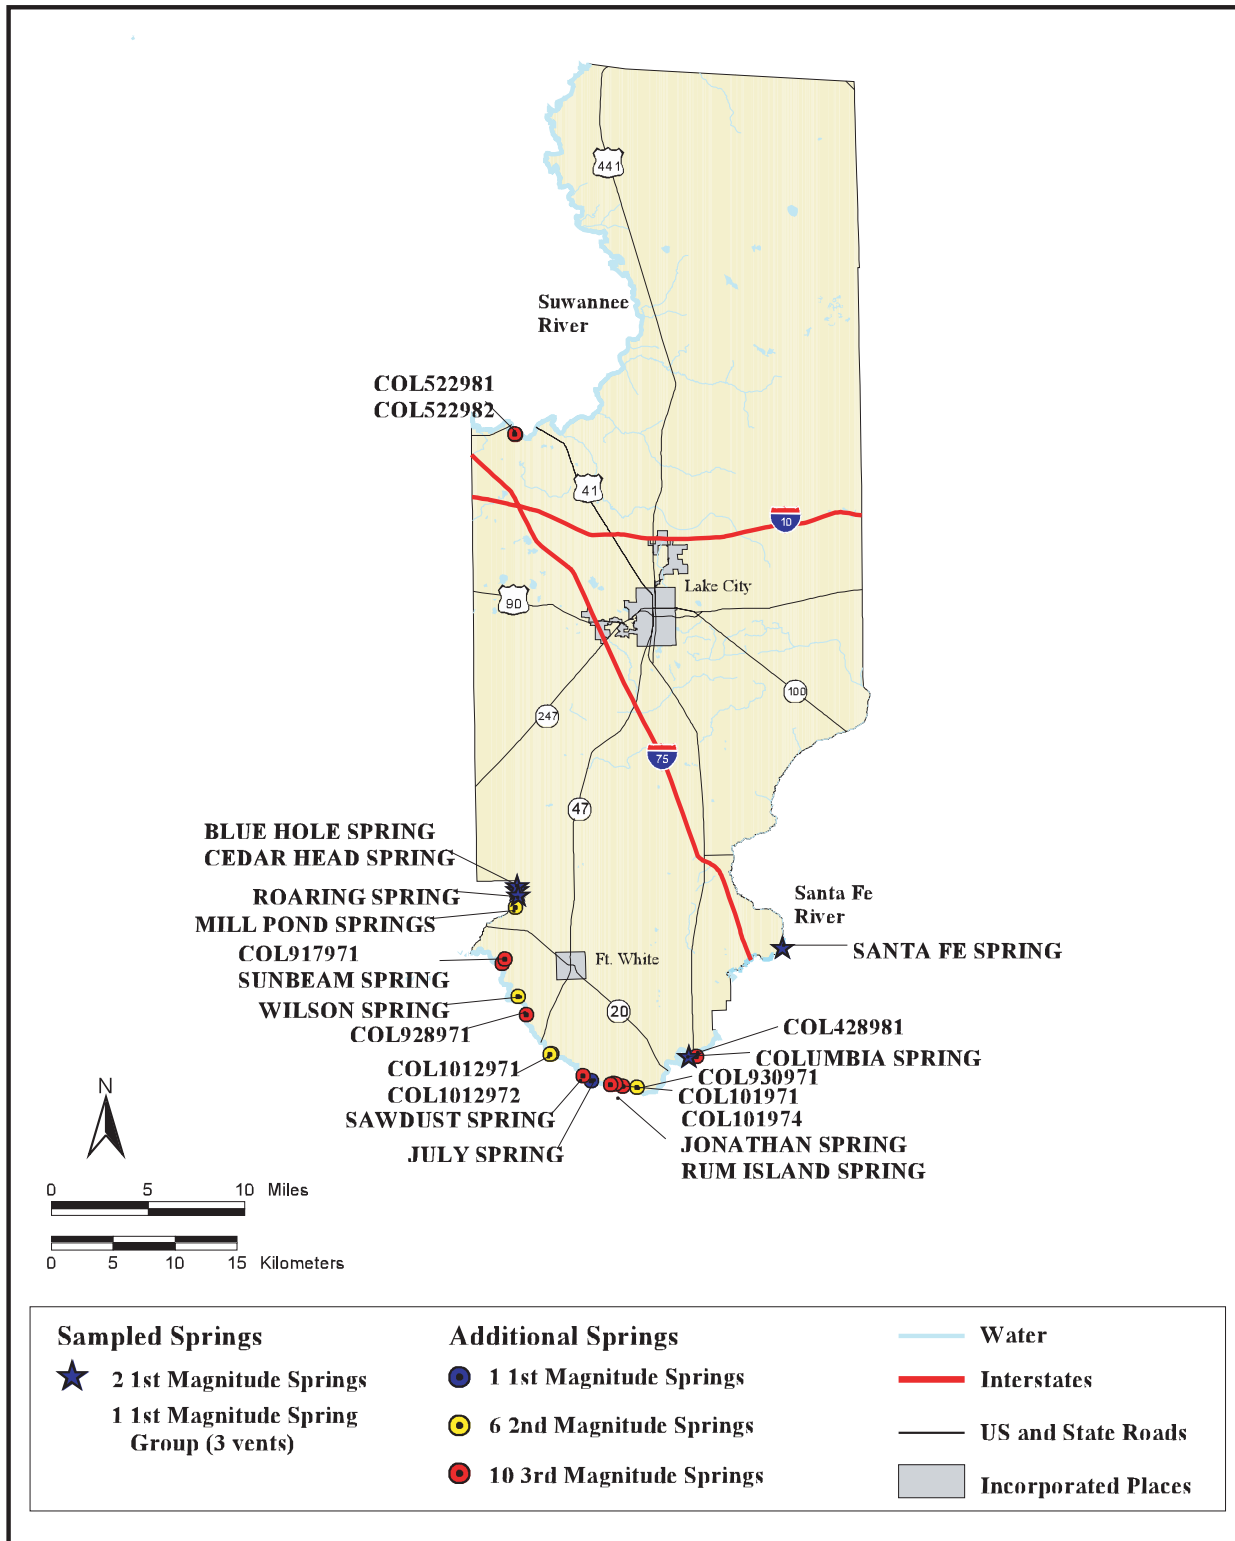 441
Suwannee
River
COL522981
COL522982
41
10
Lake City
90
100
247
75
47
BLUE HOLE SPRING
CEDAR HEAD SPRING
ROARING SPRING
MILL POND SPRINGS
Santa Fe
River
SANTA FE SPRING
COL917971
SUNBEAM SPRING
Ft. White
WILSON SPRING
20
COL928971
COL428981
COLUMBIA SPRING
COL1012971
COL1012972
COL930971
COL101971
SAWDUST SPRING
COL101974
JULY SPRING
JONATHAN SPRING
RUM ISLAND SPRING
N
0 5 10 Miles
0 5 10 15 Kilometers
Sampled Springs
2 1st Magnitude Springs
1 1st Magnitude Spring
Group (3 vents)
Additional Springs
1 1st Magnitude Springs
6 2nd Magnitude Springs
10 3rd Magnitude Springs
Water
Interstates
US and State Roads
Incorporated Places